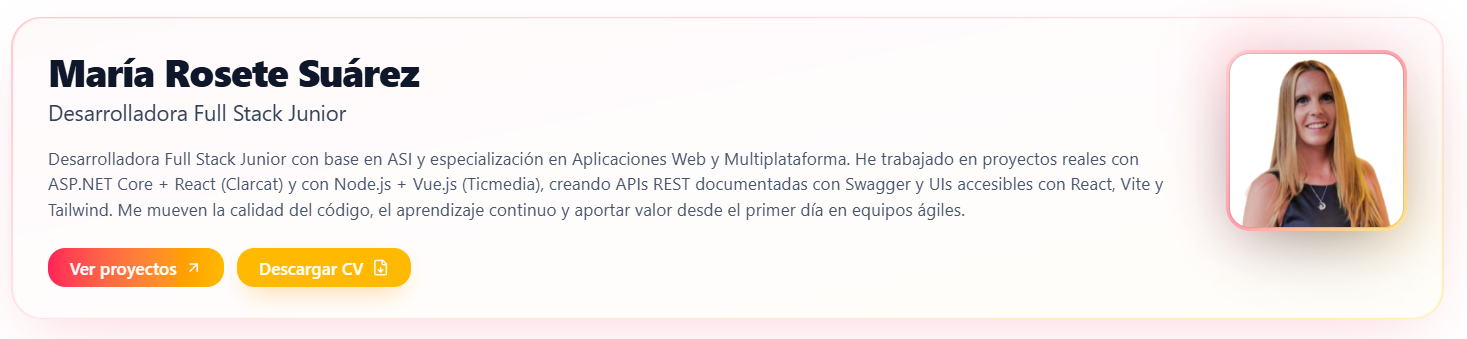 María Rosete Suárez
Desarrolladora Full Stack Junior
Desarrolladora Full Stack Junior con base en ASI y especialización en Aplicaciones Web y Multiplataforma. He trabajado en proyectos reales con
ASP.NET Core + React (Clarcat) y con Node.js + Vue.js (Ticmedia), creando APIs REST documentadas con Swagger y UIs accesibles con React, Vite y
Tailwind. Me mueven la calidad del código, el aprendizaje continuo y aportar valor desde el primer día en equipos ágiles.
Ver proyectos
Descargar CV